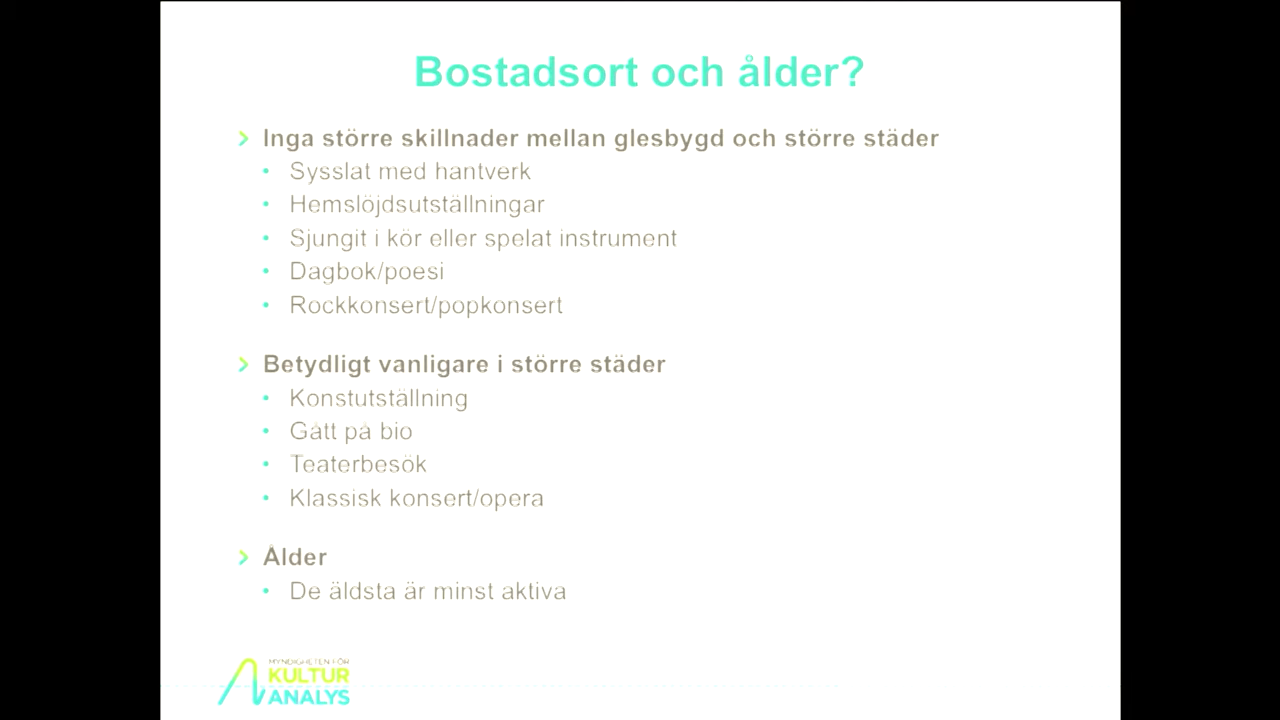 Bostadsort och ålder?
Inga större skillnader mellan glesbygd och större städer
Sysslat med hantverk
Hemslöjdsutställningar
Sjungit i kör eller spelat instrument
Dagbok/poesi
Rockkonsert/popkonsert
Betydligt vanligare i större städer
Konstutställning
Gått på bio
Teaterbesök
Klassisk konsert/opera
Ålder
De äldsta är minst aktiva
MYNDIGHETEN FÖR
KULTUR
ANALYS